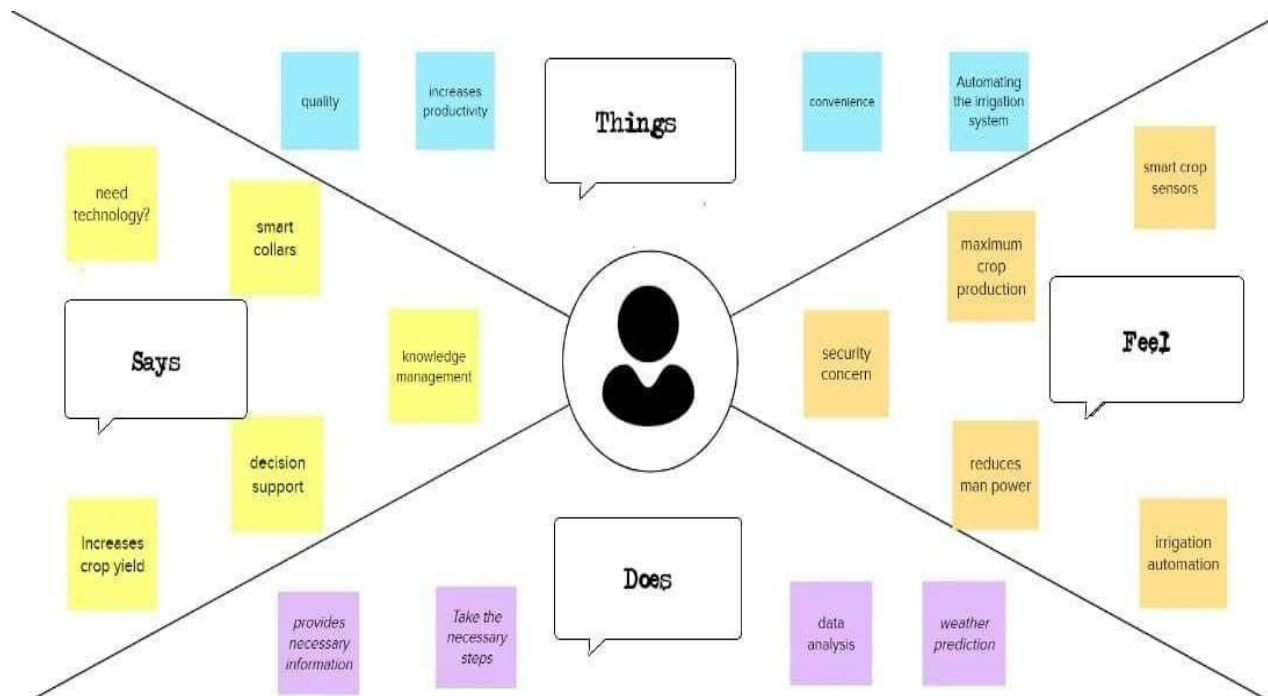 quality
increases
productivity
Things
convenience
Automating
the irrigation
system
need
technology?
smart
collars
Says
knowledge
management
decision
support
Increases
crop yield
smart crop
sensors
maximum
crop
production
Feel
security
concern
reduces
man power
irrigation
automation
Does
provides
necessary
information
Take the
necessary
steps
data
analysis
weather
prediction